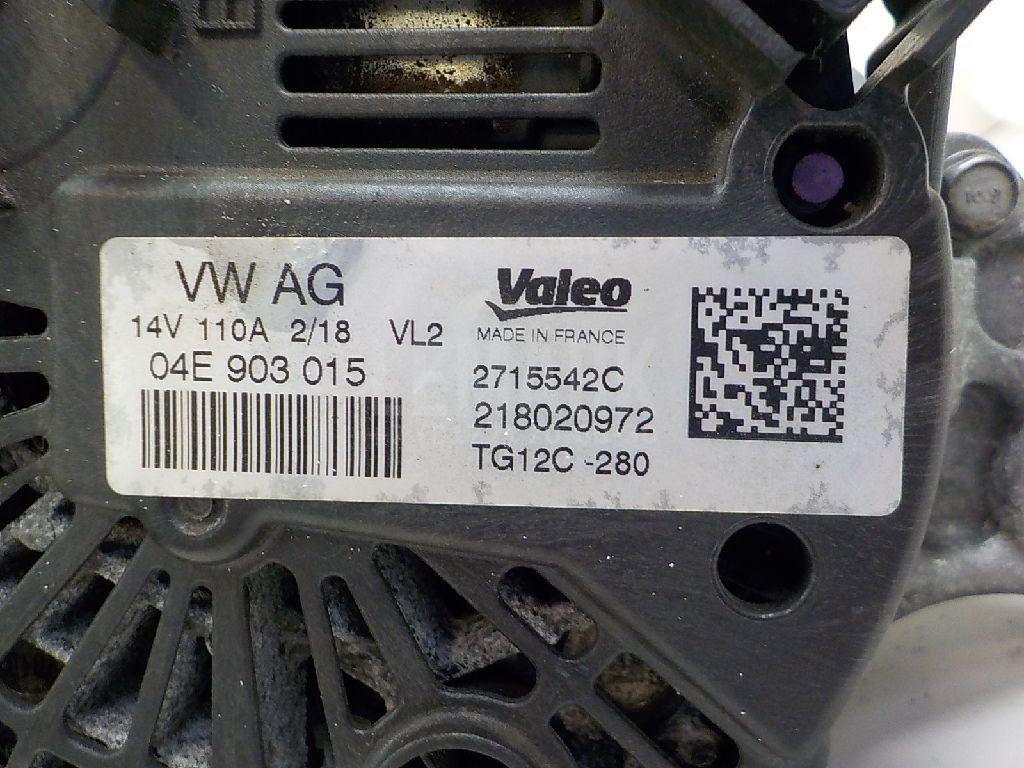 VW AG
14V 110A 2/18 VL2
04E 903 015
Valeo
MADE IN FRANCE
2715542C
218020972
TG12C -280